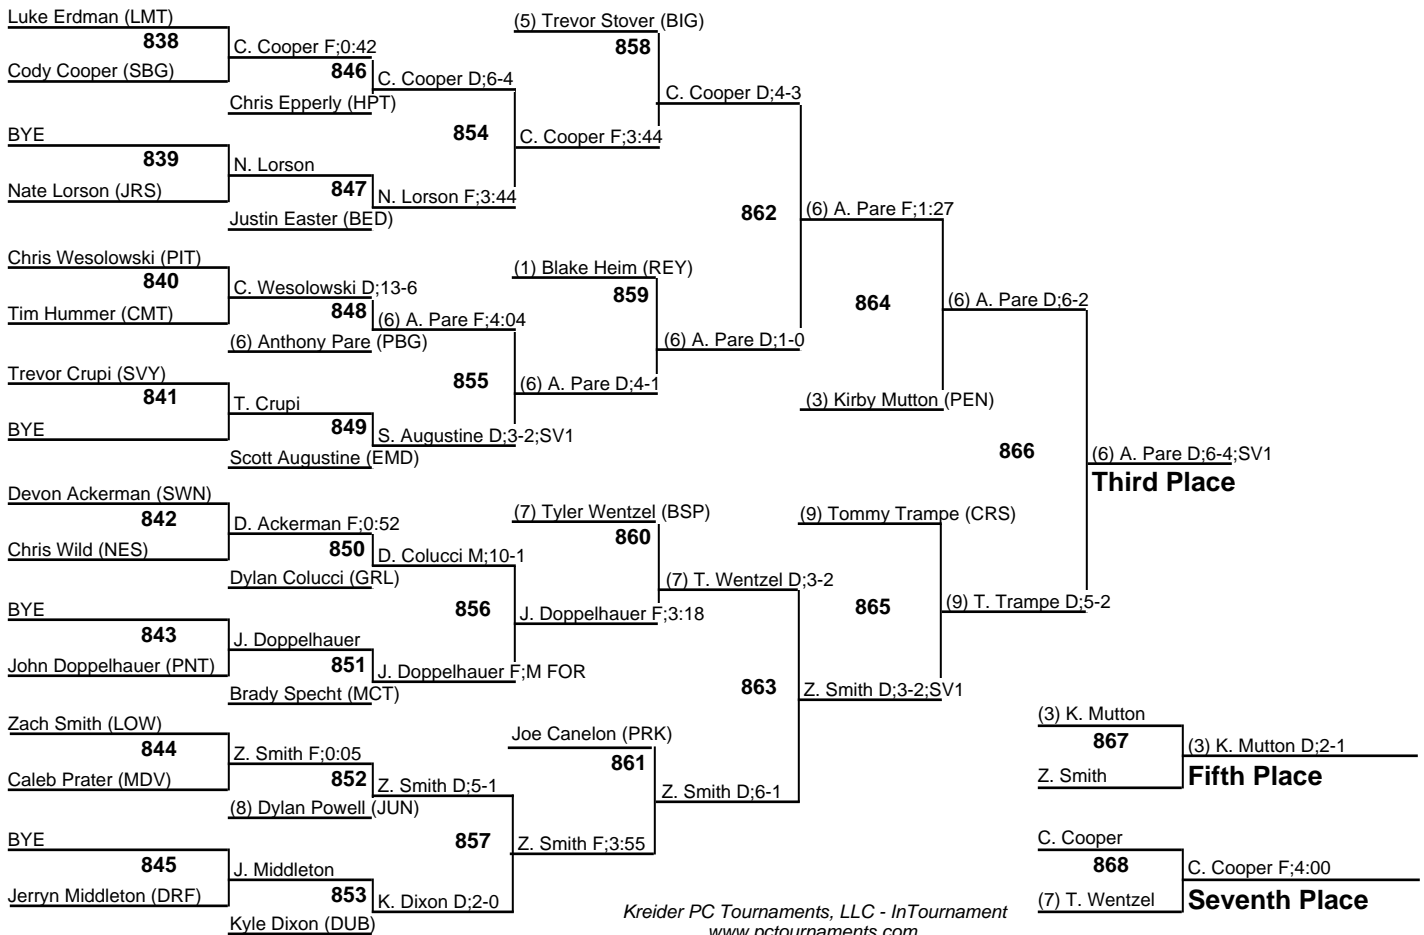 Luke Erdman (LMT)
838
Cody Cooper (SBG)
BYE
839
Nate Lorson (JRS)
Chris Wesolowski (PIT)
840
Tim Hummer (CMT)
Trevor Crupi (SVY)
841
BYE
Devon Ackerman (SWN)
842
Chris Wild (NES)
BYE
843
John Doppelhauer (PNT)
Zach Smith (LOW)
844
Caleb Prater (MDV)
BYE
845
Jerryn Middleton (DRF)
C. Cooper F;0:42
846
Chris Epperly (HPT)
N. Lorson
847
Justin Easter (BED)
C. Wesolowski D;13-6
848
(6) Anthony Pare (PBG)
T. Crupi
849
Scott Augustine (EMD)
D. Ackerman F;0:52
850
Dylan Colucci (GRL)
J. Doppelhauer
851
Brady Specht (MCT)
Z. Smith F;0:05
852
(8) Dylan Powell (JUN)
J. Middleton
853
Kyle Dixon (DUB)
C. Cooper D;6-4
854
N. Lorson F;3:44
(6) A. Pare F;4:04
855
S. Augustine D;3-2;SV1
D. Colucci M;10-1
856
J. Doppelhauer F;M FOR
Z. Smith D;5-1
857
K. Dixon D;2-0
(5) Trevor Stover (BIG)
858
C. Cooper F;3:44
(1) Blake Heim (REY)
859
(6) A. Pare D;4-1
(7) Tyler Wentzel (BSP)
860
J. Doppelhauer F;3:18
Joe Canelon (PRK)
861
Z. Smith F;3:55
C. Cooper D;4-3
862
(6) A. Pare D;1-0
(7) T. Wentzel D;3-2
863
Z. Smith D;6-1
(6) A. Pare F;1:27
864
(3) Kirby Mutton (PEN)
(9) Tommy Trampe (CRS)
865
Z. Smith D;3-2;SV1
(6) A. Pare D;6-2
866
(9) T. Trampe D;5-2
(6) A. Pare D;6-4;SV1
Third Place
(3) K. Mutton
867
Z. Smith
(3) K. Mutton D;2-1
Fifth Place
C. Cooper
868
(7) T. Wentzel
C. Cooper F;4:00
Seventh Place
Kreider PC Tournaments, LLC - InTournament
www.pctournaments.com